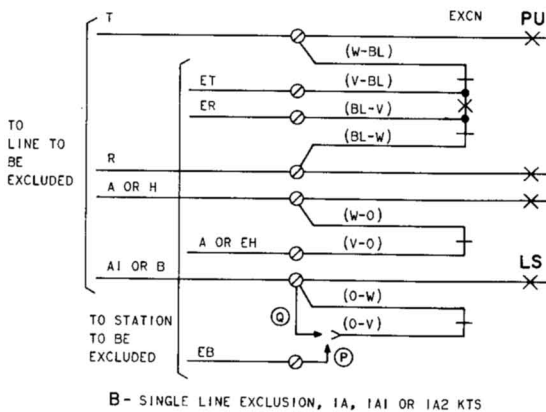 T
EXCN
PU
(W-BL)
ET
(V-BL)
ER
(BL-V)
TO
LINE TO
BE
EXCLUDED
(BL-W)
R
A OR H
(W-O)
A OR EH
(V-O)
A1 OR B
LS
(O-W)
Q
(O-V)
TO STATION
TO BE
EXCLUDED
EB
P
B- SINGLE LINE EXCLUSION, 1A, 1A1 OR 1A2 KTS